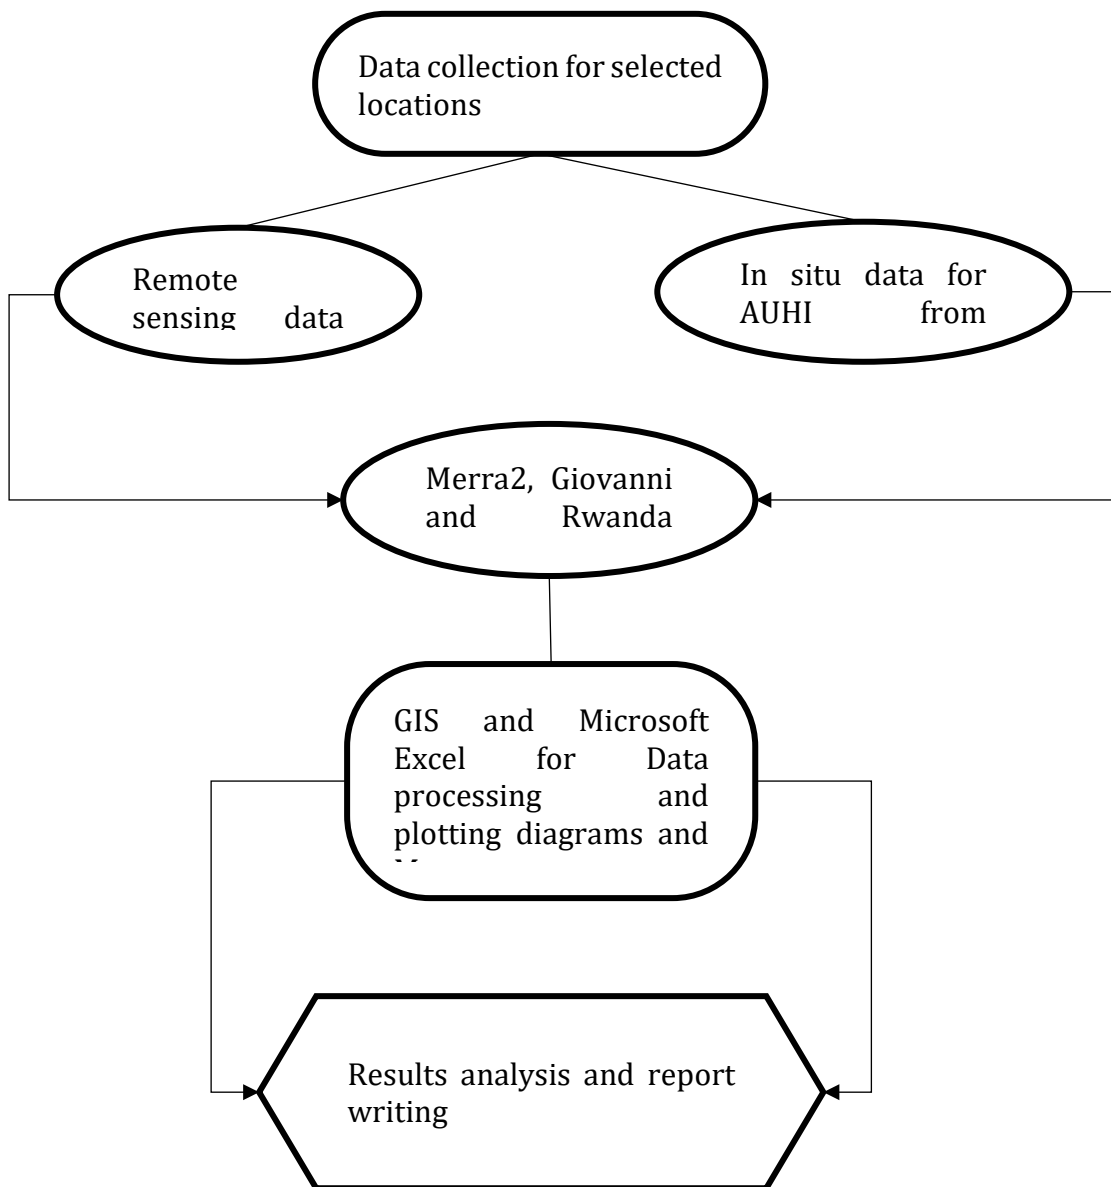 Data collection for selected
locations
Remote
sensing data
In situ data for
AUHI from
Merra2, Giovanni
and Rwanda
GIS and Microsoft
Excel for Data
processing and
plotting diagrams and
Results analysis and report
writing